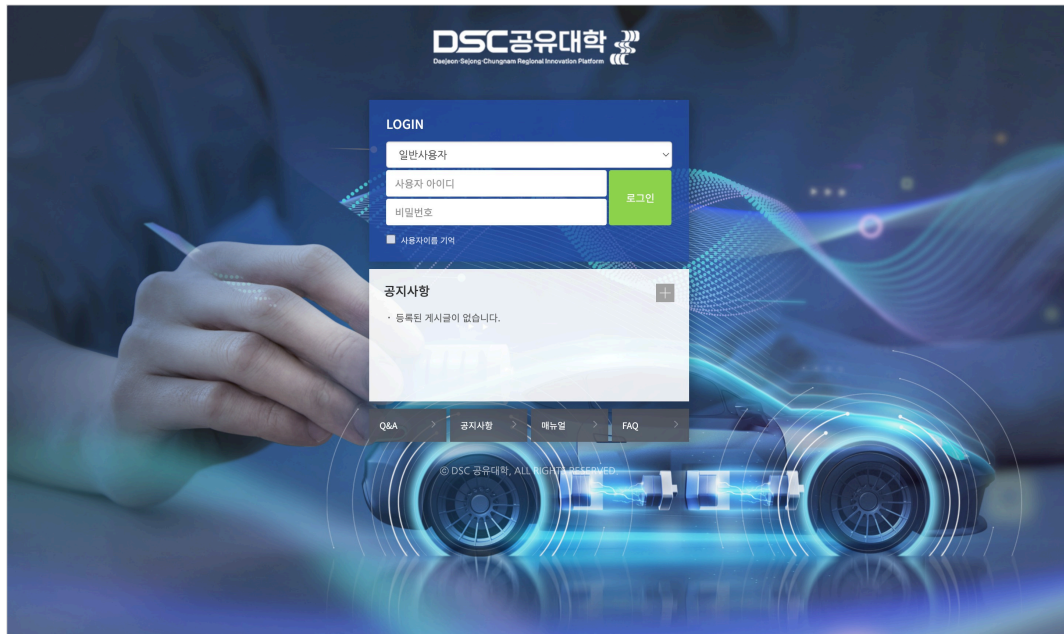 DSC공유대학
Daejeon·Sejong·Chungnam Regional Innovation Platform
LOGIN
일반사용자
사용자 아이디
로그인
비밀번호
사용자이름 기억
공지사항
· 등록된 게시글이 없습니다.
Q&A
공지사항
매뉴얼
FAQ
ⓒ DSC 공유대학, ALL RIGHTS RESERVED.